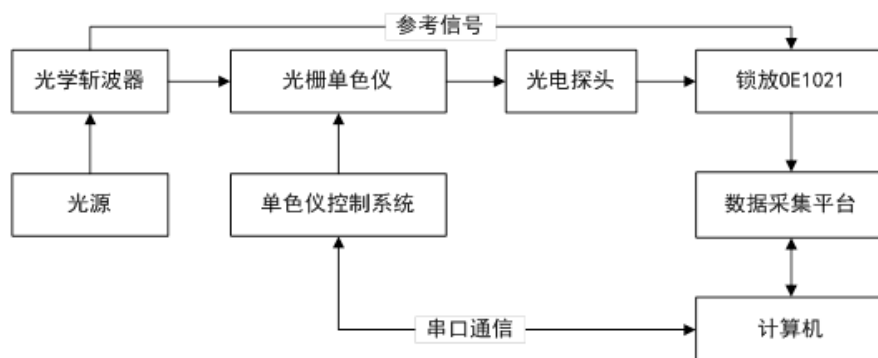 参考信号
光学斩波器
光栅单色仪
光电探头
锁放OE1021
光源
单色仪控制系统
数据采集平台
串口通信
计算机